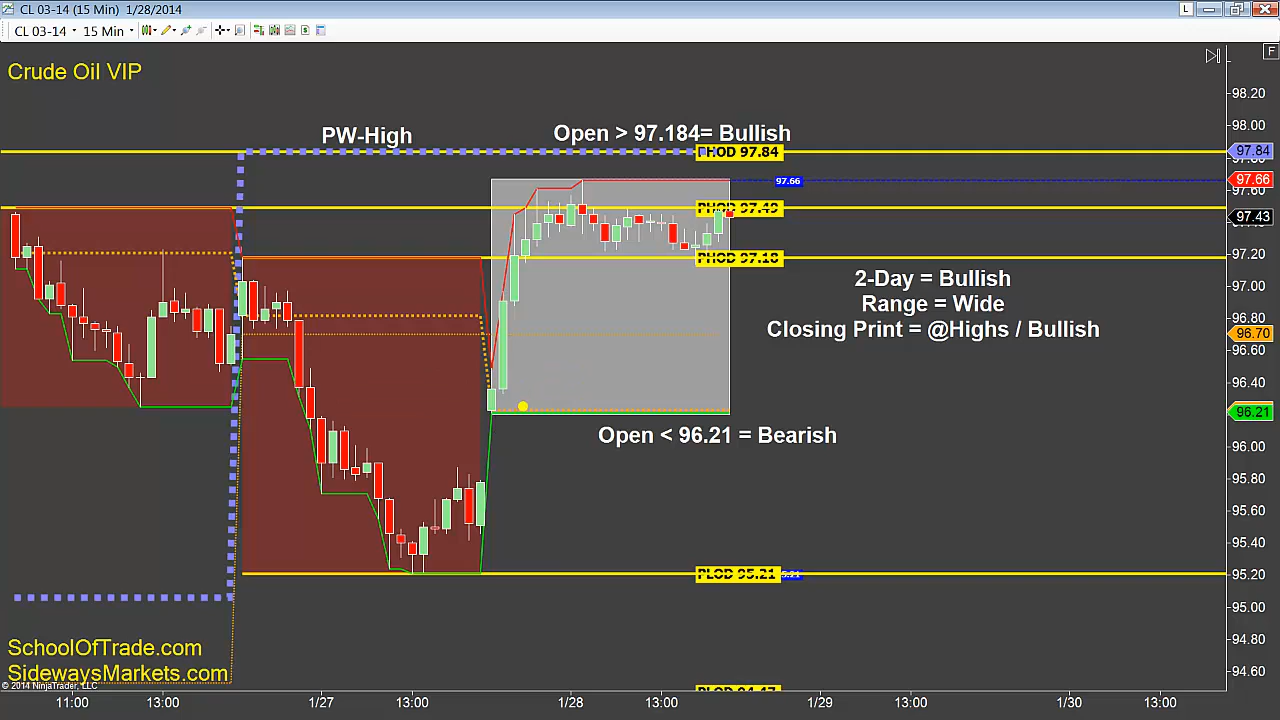 CL 03-14 (15 Min) 1/28/2014
L
CL 03-14 15 Min
F
Crude Oil VIP
PW-High
Open > 97.184= Bullish
PHOD 97.84
97.66
PHOD 97.49
PHOD 97.18
2-Day = Bullish
Range = Wide
Closing Print = @Highs / Bullish
Open < 96.21 = Bearish
PLOD 95.21
98.20
98.00
97.84
97.66
97.60
97.43
97.20
97.00
96.80
96.70
96.60
96.40
96.21
96.00
95.80
95.60
95.40
95.20
95.00
94.80
94.60
SchoolOfTrade.com
SidewaysMarkets.com
© 2014 NinjaTrader, LLC
11:00 13:00 1/27 13:00 1/28 13:00 1/29 13:00 1/30 13:00